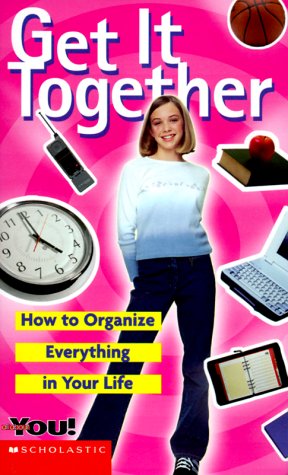 Get It
Together
How to Organize
Everything
in Your Life
You!
SCHOLASTIC